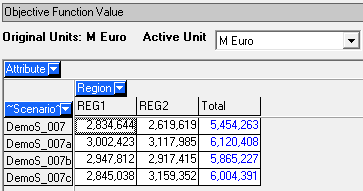 Objective Function Value
Original Units: M Euro Active Unit M Euro
Attribute
Region
~Scenario~ REG1 REG2 Total
DemoS_007 2,834,644 2,619,619 5,454,263
DemoS_007a 3,002,423 3,117,985 6,120,408
DemoS_007b 2,947,812 2,917,415 5,865,227
DemoS_007c 2,845,038 3,159,352 6,004,391